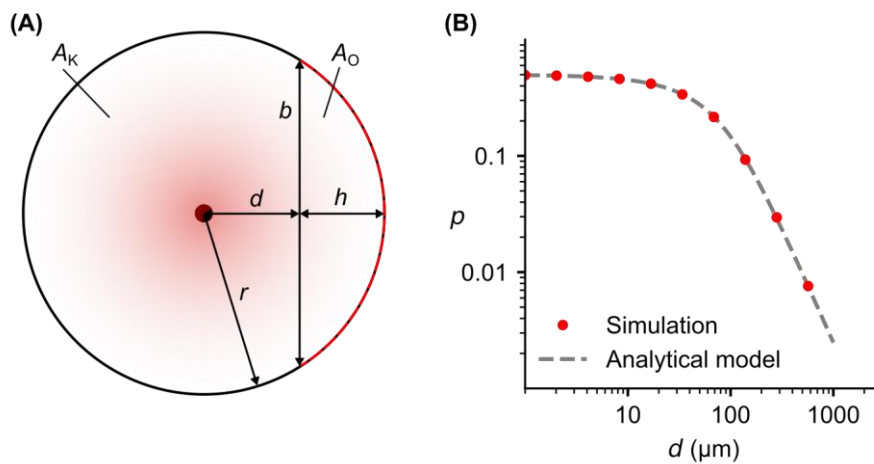 (A)
A_K
A_O
b
d
h
r
(B)
0.1
p
0.01
Simulation
Analytical model
10
100
1000
d (μm)